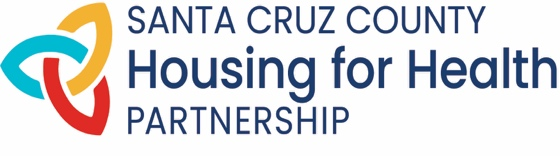 SANTA CRUZ COUNTY
Housing for Health
PARTNERSHIP